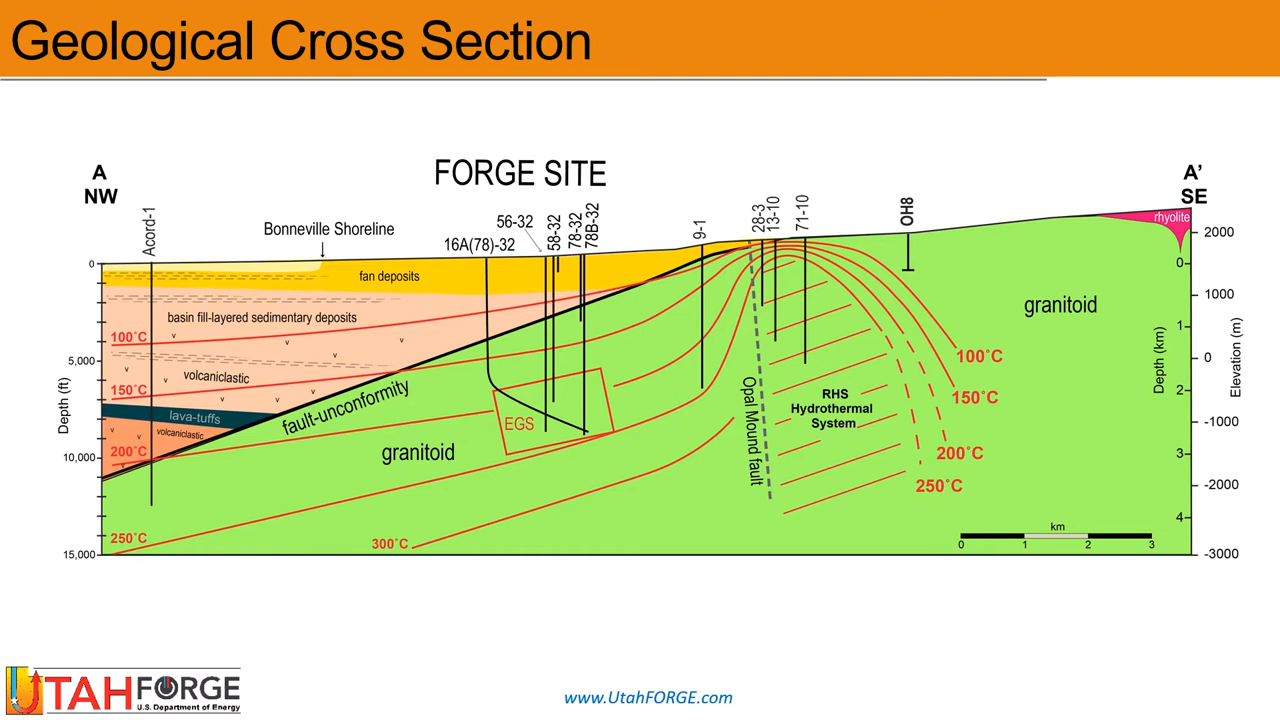 Geological Cross Section
A
NW
FORGE SITE
A’
SE
Acord-1
Bonneville Shoreline
16A(78)-32
56-32
58-32
78-32
78B-32
9-1
28-3
13-10
71-10
OH8
rhyolite
fan deposits
basin fill-layered sedimentary deposits
volcaniclastic
lava-tuffs
volcaniclastic
fault-unconformity
granitoid
EGS
Opal Mound fault
RHS
Hydrothermal
System
granitoid
100˚C
150˚C
200˚C
250˚C
300˚C
100˚C
150˚C
200˚C
250˚C
Depth (ft)
0
5,000
10,000
15,000
Depth (km)
0
1
2
3
4
Elevation (m)
2000
1000
0
-1000
-2000
-3000
km
0 1 2 3
UTAH FORGE
U.S. Department of Energy
www.UtahFORGE.com